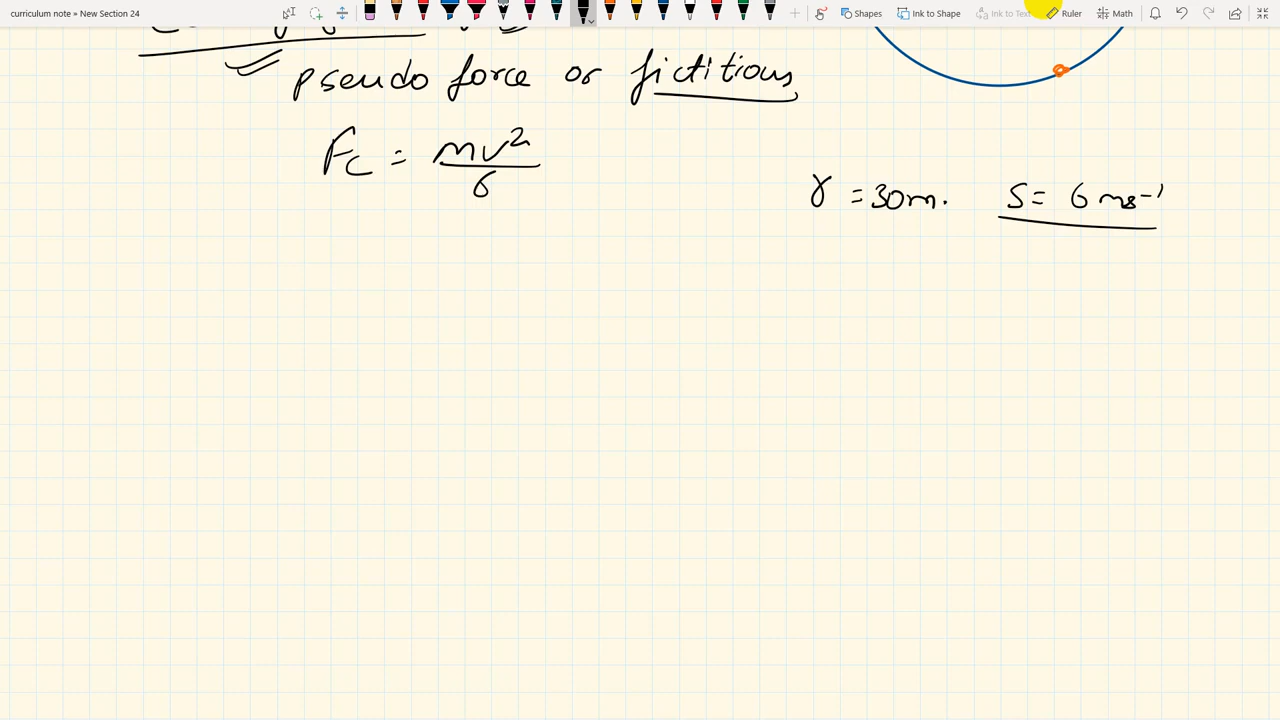 curriculum note » New Section 24
Shapes Ink to Shape Ink to Text Ruler Math
pseudo force or fictitious
Fc = mv²/r
r = 30m. S = 6 ms⁻¹